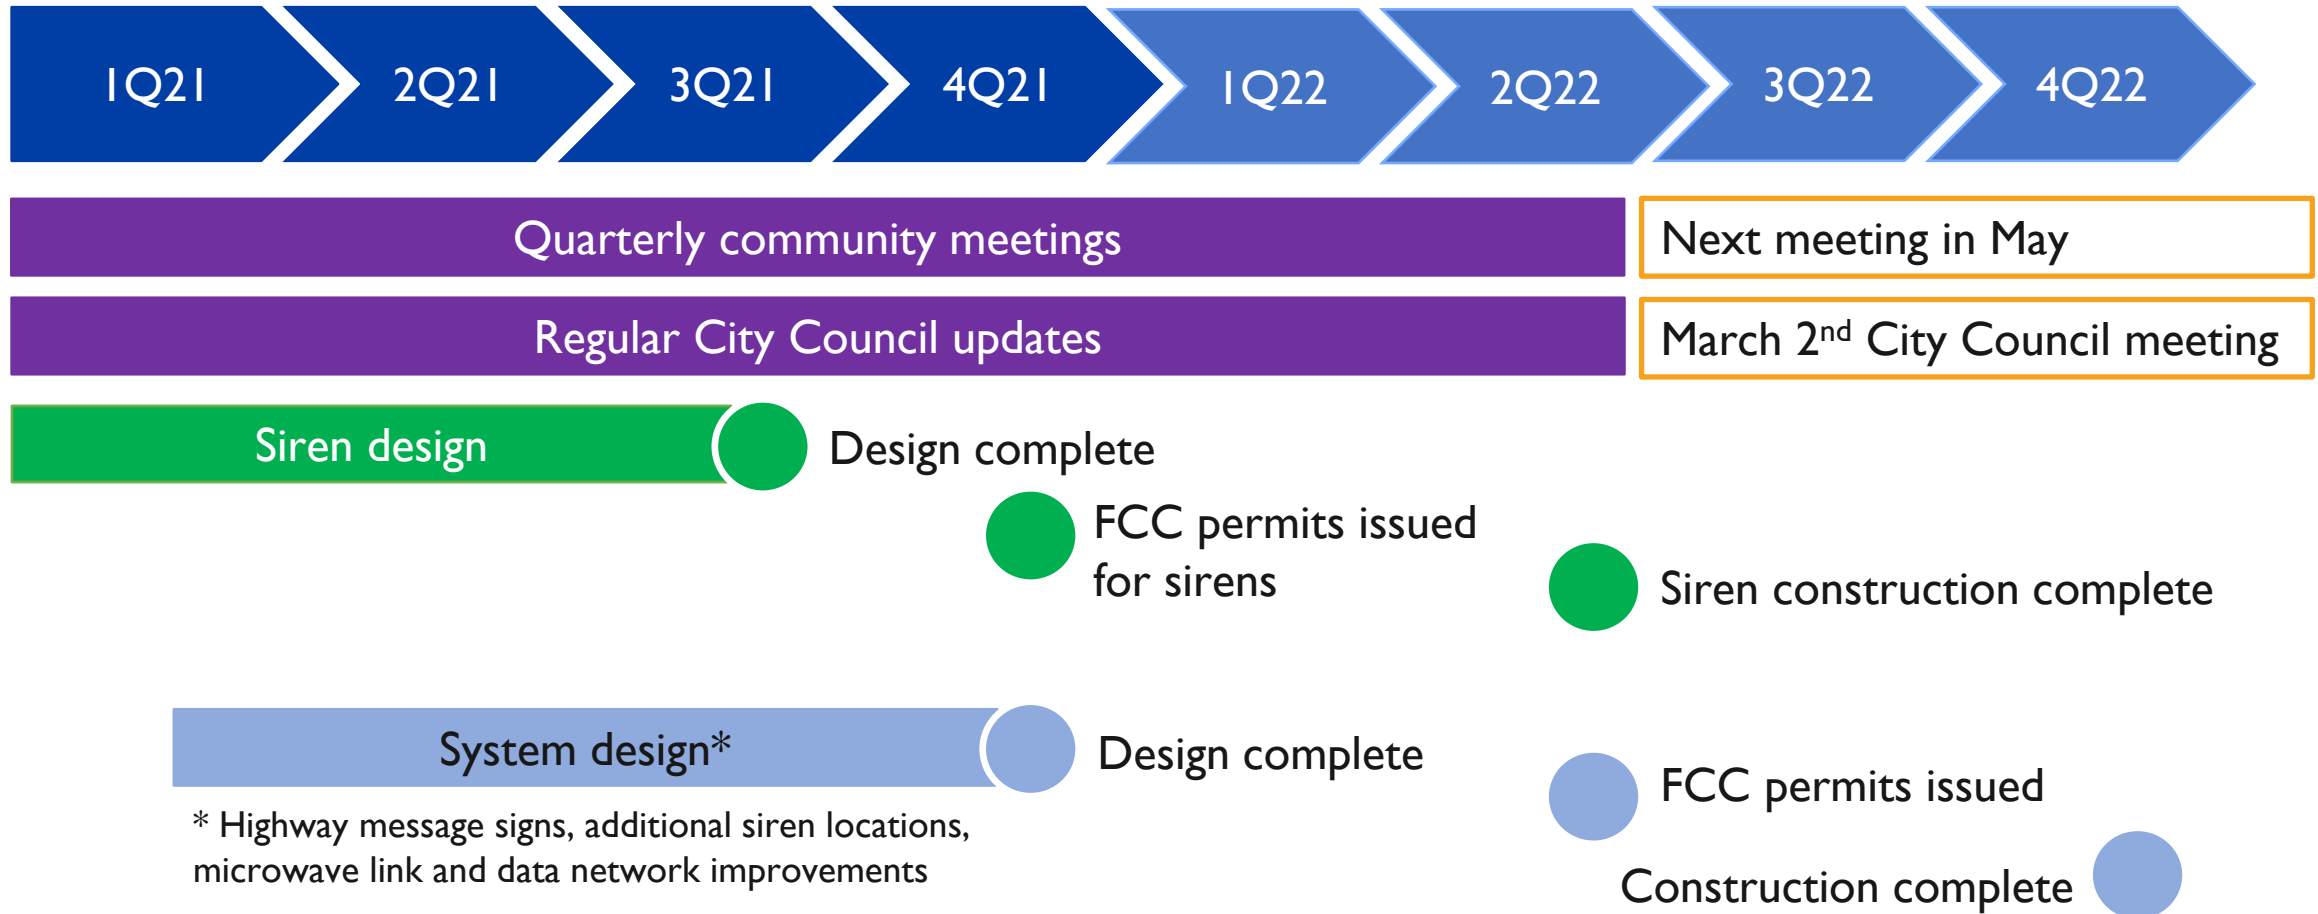 1Q21
2Q21
3Q21
4Q21
1Q22
2Q22
3Q22
4Q22
Quarterly community meetings
Next meeting in May
Regular City Council updates
March 2nd City Council meeting
Siren design
Design complete
FCC permits issued
for sirens
Siren construction complete
System design*
Design complete
* Highway message signs, additional siren locations,
microwave link and data network improvements
FCC permits issued
Construction complete